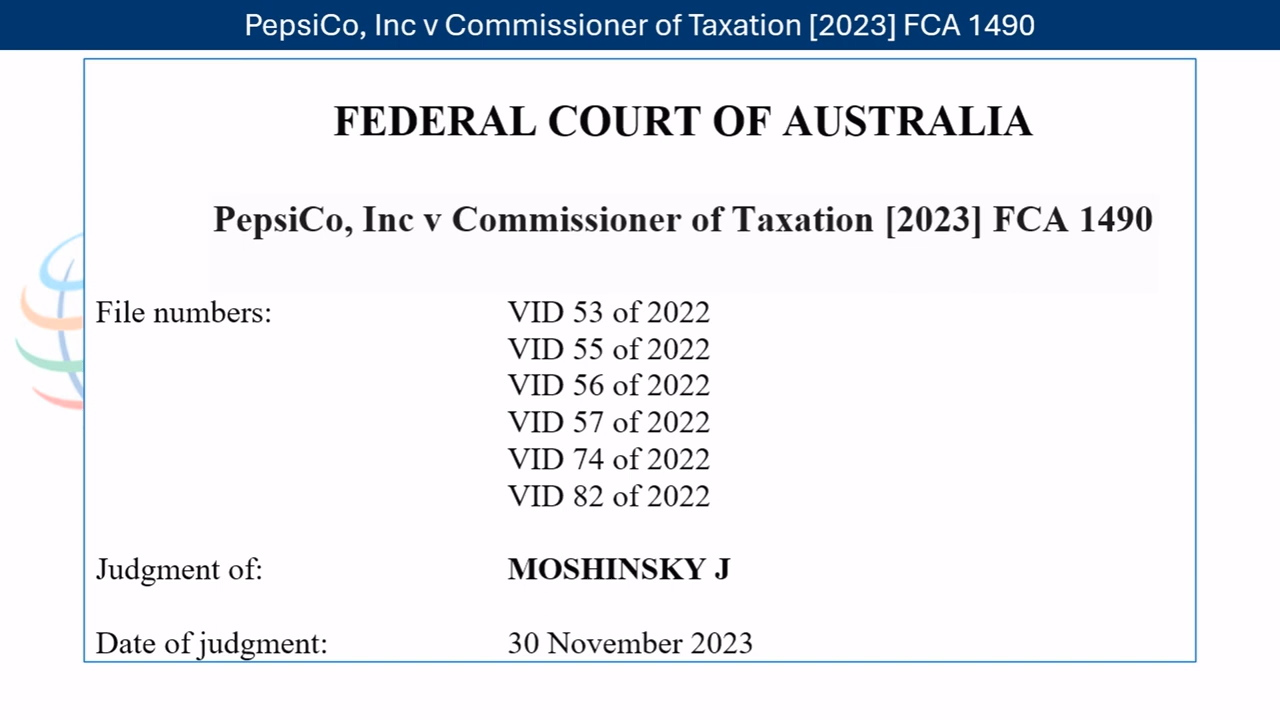 PepsiCo, Inc v Commissioner of Taxation [2023] FCA 1490
FEDERAL COURT OF AUSTRALIA
PepsiCo, Inc v Commissioner of Taxation [2023] FCA 1490
File numbers: VID 53 of 2022
VID 55 of 2022
VID 56 of 2022
VID 57 of 2022
VID 74 of 2022
VID 82 of 2022
Judgment of: MOSHINSKY J
Date of judgment: 30 November 2023